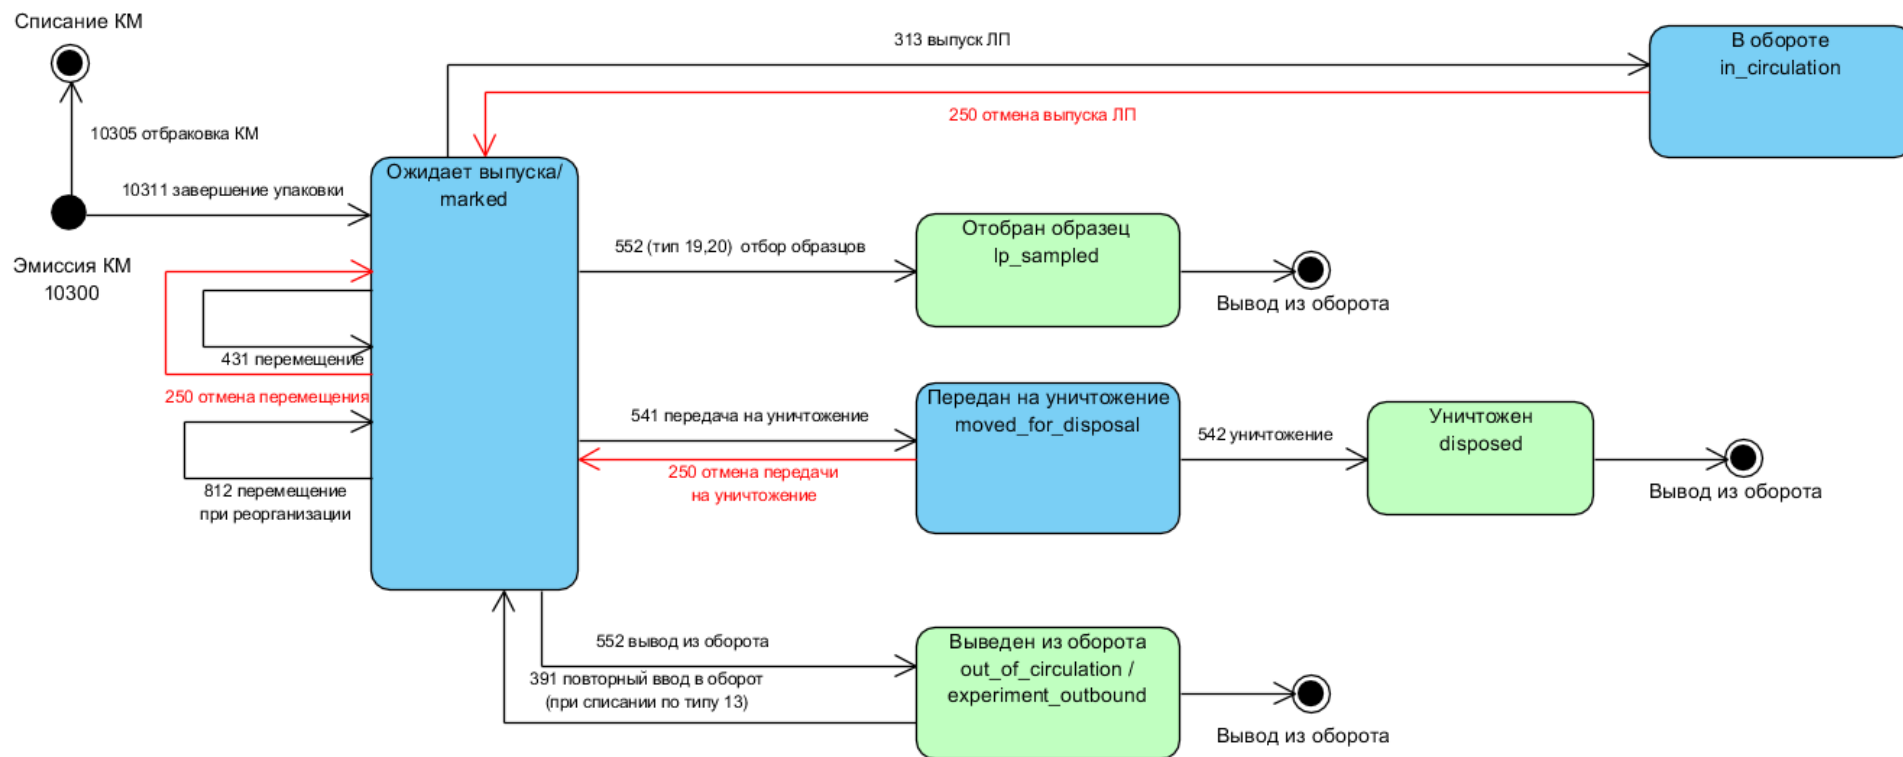 Списание КМ
313 выпуск ЛП
В обороте
in_circulation
250 отмена выпуска ЛП
10305 отбраковка КМ
Ожидает выпуска/
marked
10311 завершение упаковки
Эмиссия КМ
10300
552 (тип 19,20) отбор образцов
Отобран образец
lp_sampled
Вывод из оборота
431 перемещение
250 отмена перемещения
812 перемещение
при реорганизации
541 передача на уничтожение
250 отмена передачи
на уничтожение
Передан на уничтожение
moved_for_disposal
542 уничтожение
Уничтожен
disposed
Вывод из оборота
552 вывод из оборота
391 повторный ввод в оборот
(при списании по типу 13)
Выведен из оборота
out_of_circulation /
experiment_outbound
Вывод из оборота